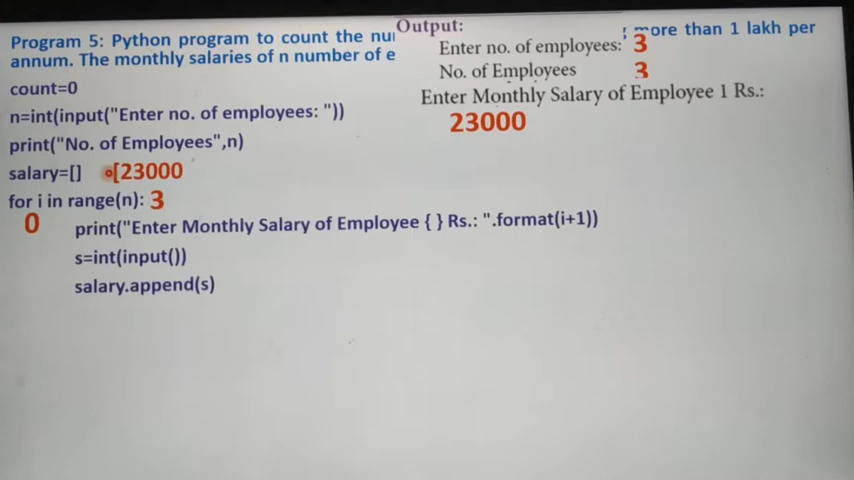 Program 5: Python program to count the
more than 1 lakh per
annum. The monthly salaries of n number of e
count=0
n=int(input("Enter no. of employees: "))
print("No. of Employees",n)
salary=[] [23000
for i in range(n): 3
0
print("Enter Monthly Salary of Employee { } Rs.: ".format(i+1))
s=int(input())
salary.append(s)
Output:
Enter no. of employees: 3
No. of Employees 3
Enter Monthly Salary of Employee 1 Rs.:
23000